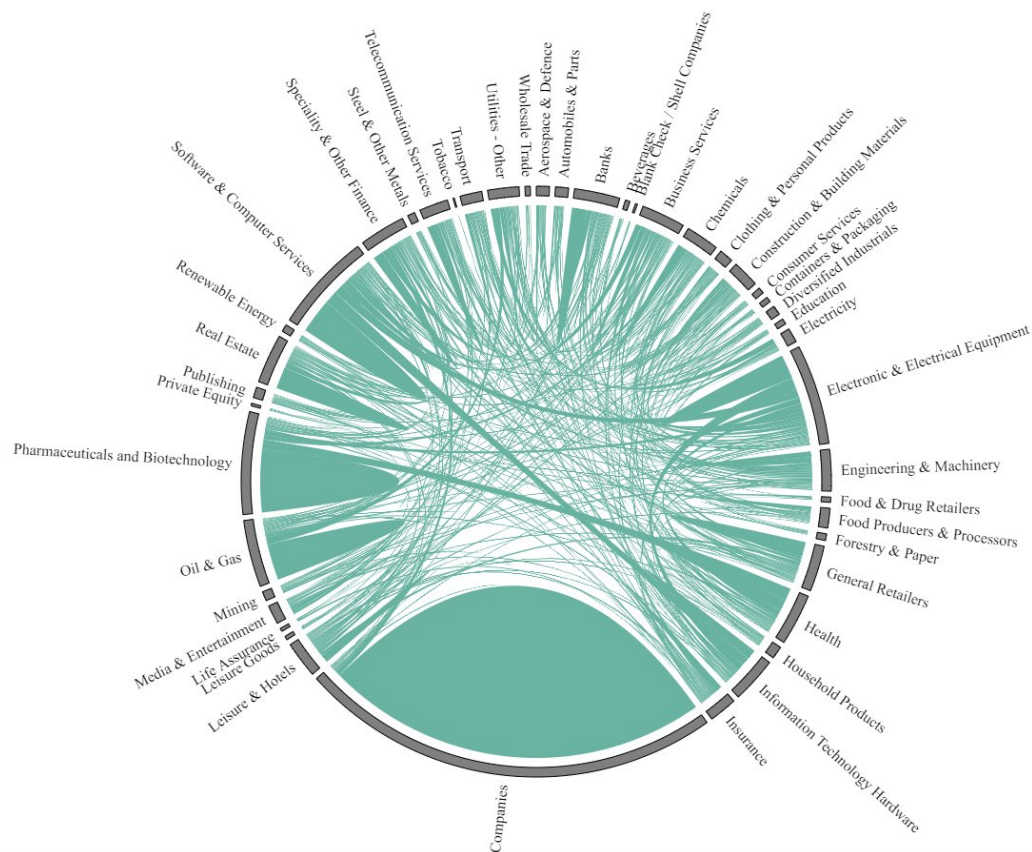 Aerospace & Defence
Automobiles & Parts
Banks
Beverages
Blank Check / Shell Companies
Business Services
Chemicals
Clothing & Personal Products
Construction & Building Materials
Consumer Services
Containers & Packaging
Diversified Industrials
Education
Electricity
Electronic & Electrical Equipment
Engineering & Machinery
Food & Drug Retailers
Food Producers & Processors
Forestry & Paper
General Retailers
Health
Household Products
Information Technology Hardware
Insurance
Companies
Leisure & Hotels
Leisure Goods
Life Assurance
Media & Entertainment
Mining
Oil & Gas
Pharmaceuticals and Biotechnology
Private Equity
Publishing
Real Estate
Renewable Energy
Software & Computer Services
Speciality & Other Finance
Steel & Other Metals
Telecommunication Services
Tobacco
Transport
Utilities - Other
Wholesale Trade